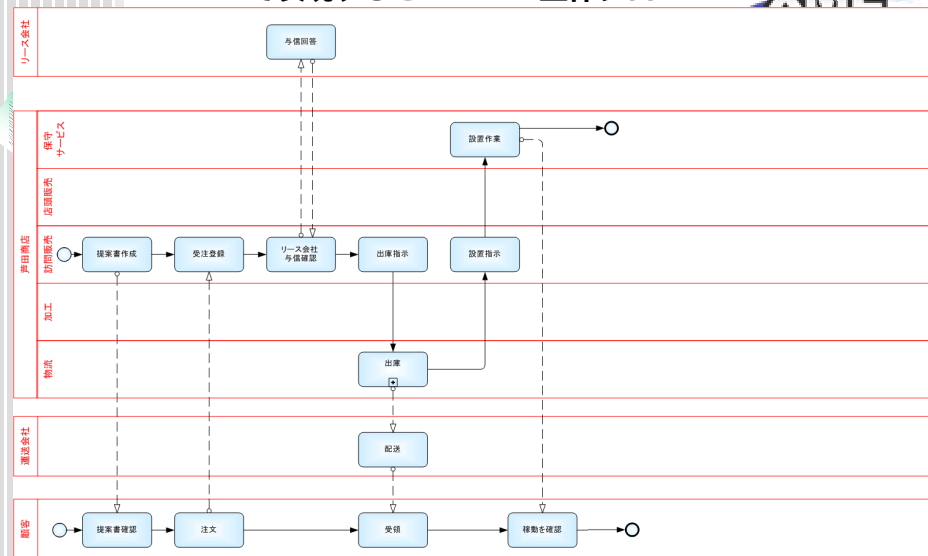 リース会社
与信回答
芦田商店
保守
サービス
設置作業
店頭販売
訪問販売
提案書作成
受注登録
リース会社
与信確認
出庫指示
設置指示
加工
物流
出庫
運送会社
配送
顧客
提案書確認
注文
受領
稼動を確認